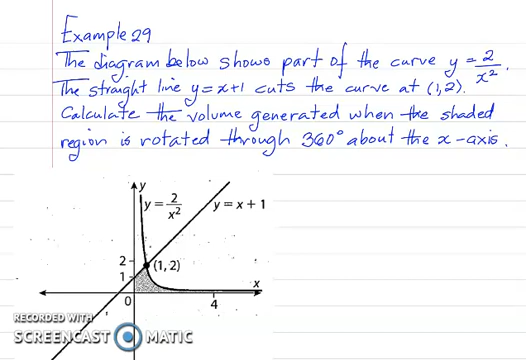 Example 29
The diagram below shows part of the curve y = 2/x².
The straight line y = x+1 cuts the curve at (1,2).
Calculate the volume generated when the shaded
region is rotated through 360° about the x-axis.
y
y = 2/x² y = x + 1
2
(1, 2)
1
x
0 4
RECORDED WITH
SCREENCAST MATIC